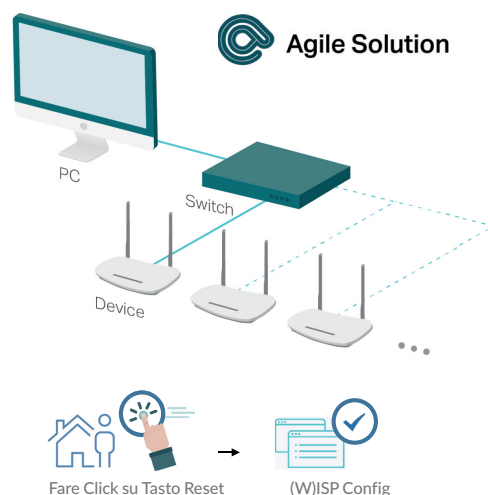 Agile Solution
PC
Switch
Device
Fare Click su Tasto Reset
(W)ISP Config